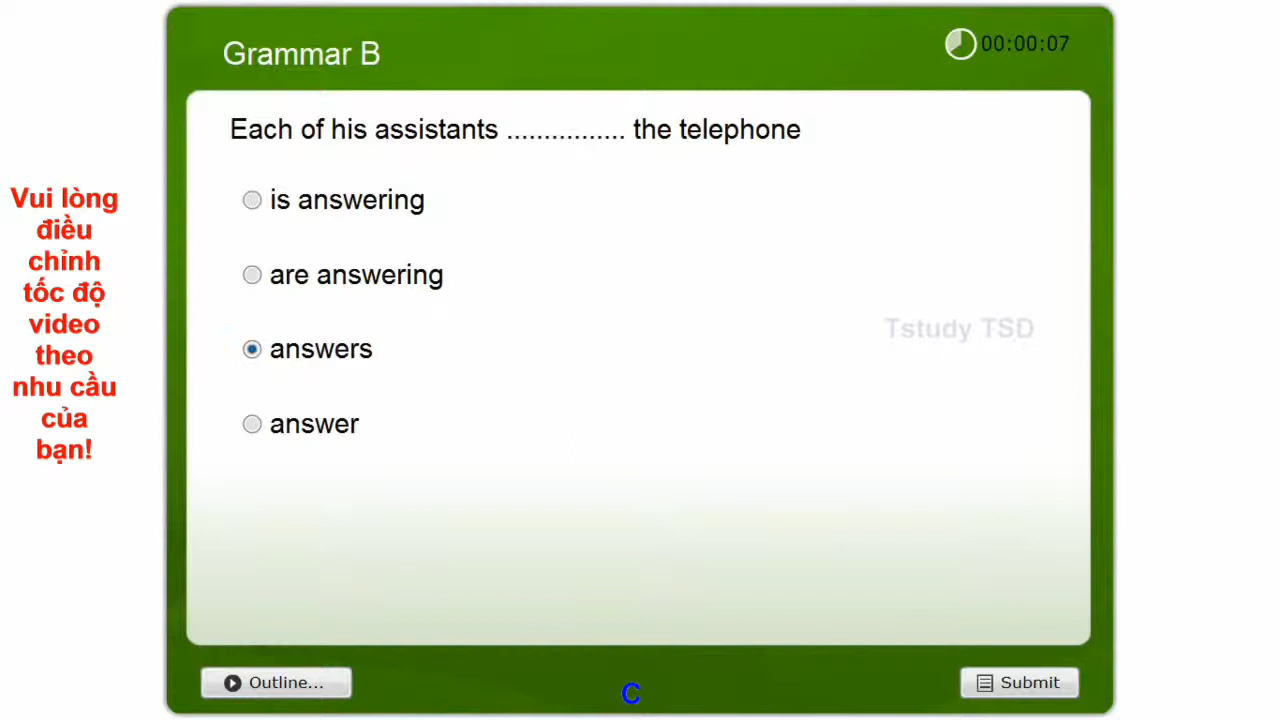 Grammar B
00:00:07
Each of his assistants ................ the telephone
is answering
are answering
answers
answer
Vui lòng
điều
chỉnh
tốc độ
video
theo
nhu cầu
của
bạn!
Tstudy TSD
Outline...
C
Submit